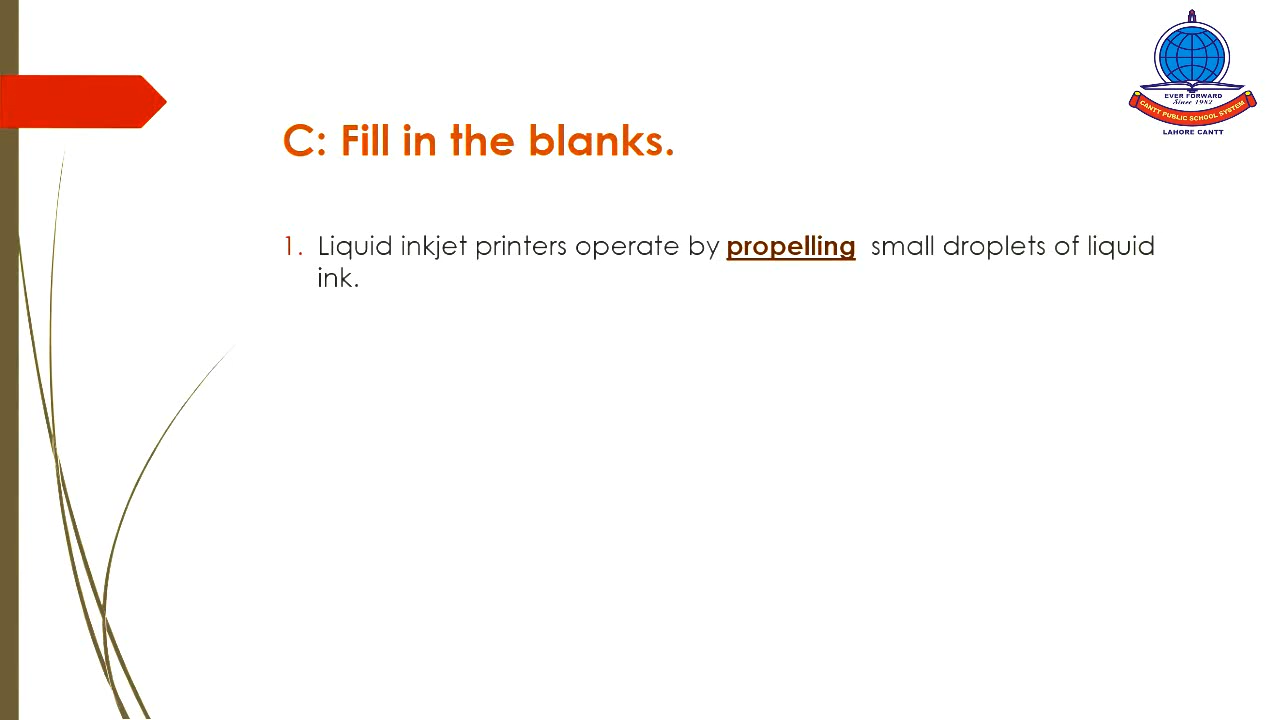 EVER FORWARD
Since 1982
CANTT PUBLIC SCHOOL SYSTEM
LAHORE CANTT
C: Fill in the blanks.
1. Liquid inkjet printers operate by propelling small droplets of liquid
ink.